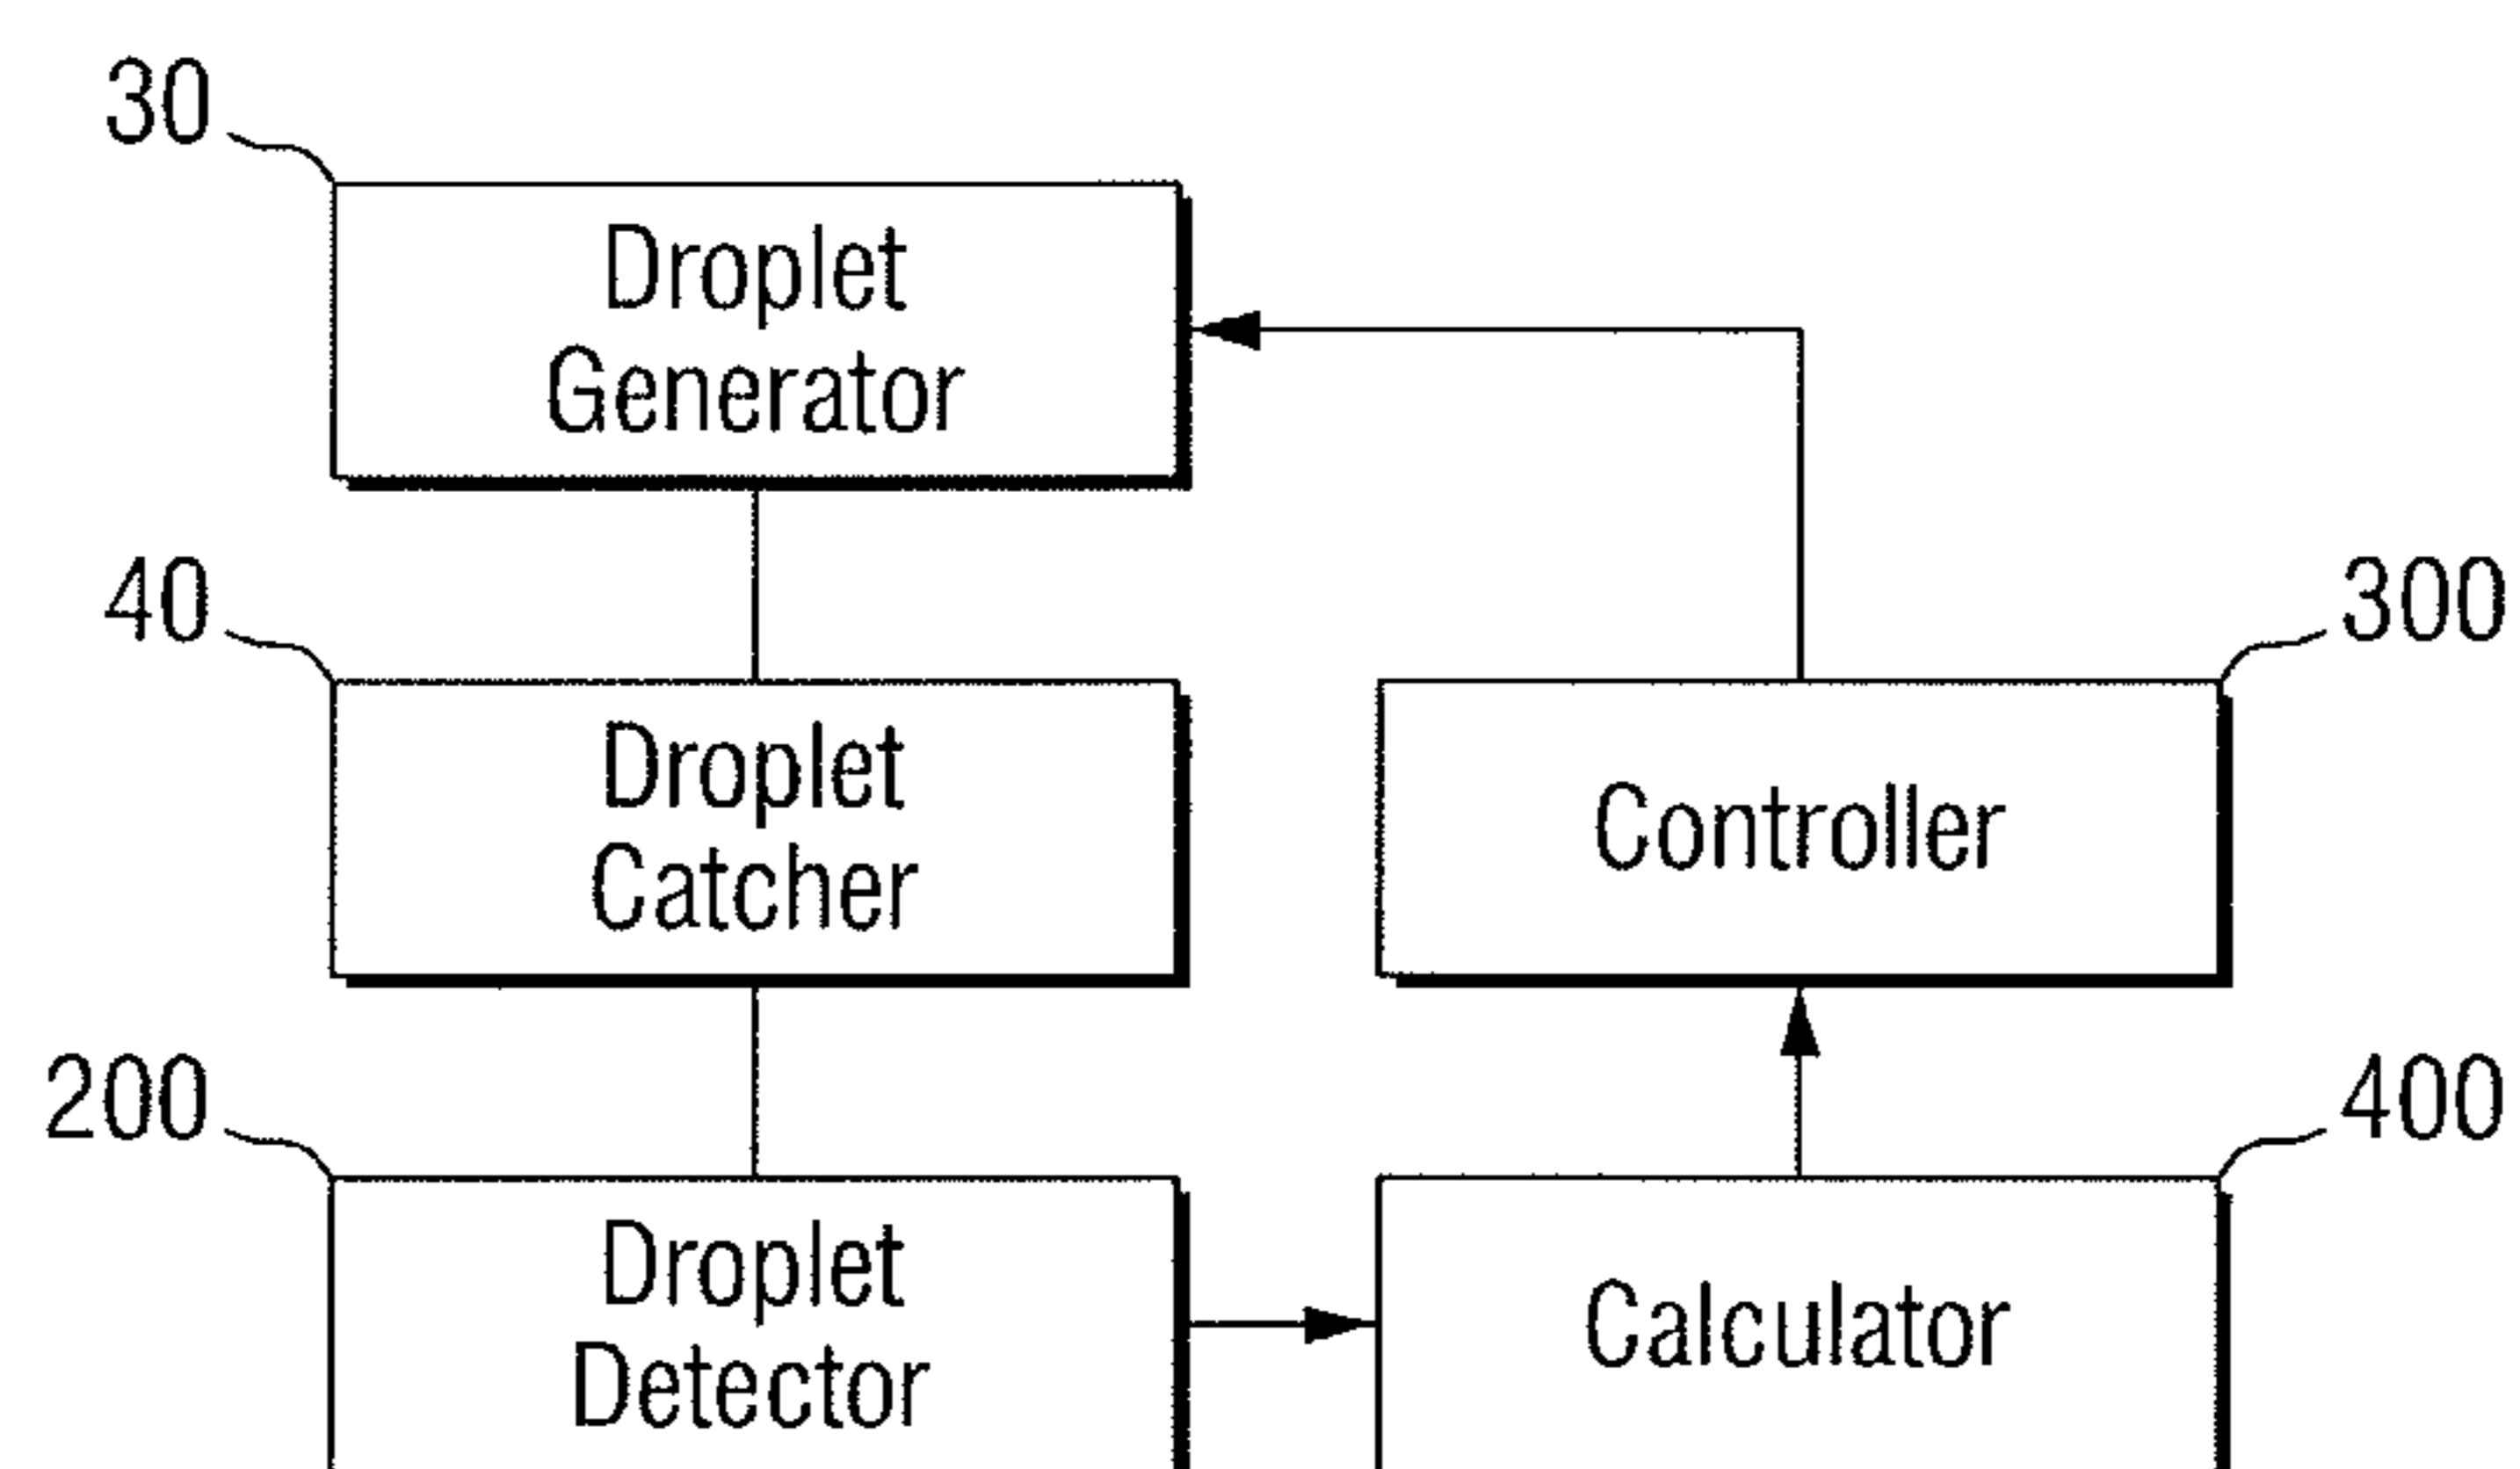 30
Droplet
Generator
40
Droplet
Catcher
300
Controller
200
Droplet
Detector
400
Calculator